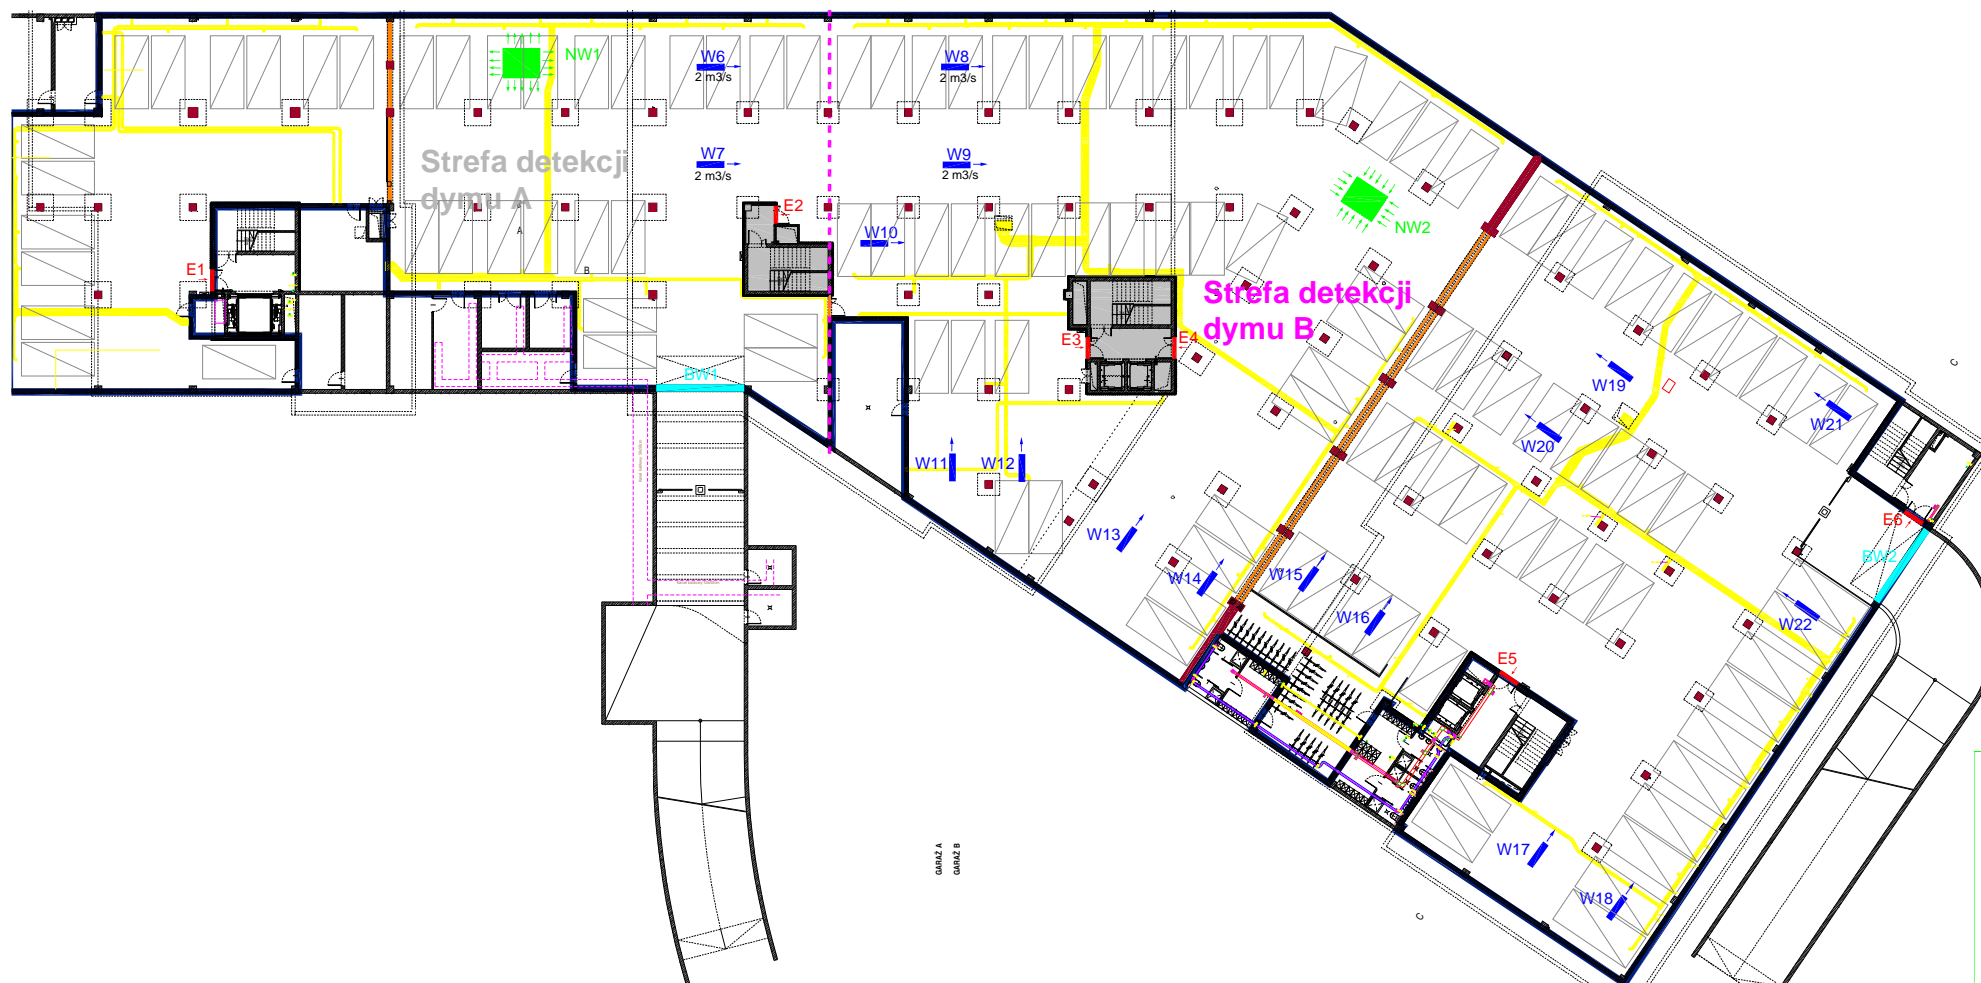 W6
2 m3/s
NW1
W8
2 m3/s
Strefa detekcji
dymu A
W7
2 m3/s
W9
2 m3/s
E2
A
W10
NW2
E1
B
Strefa detekcji
dymu B
E3
E4
BW1
W19
W20
W21
C
W11
W12
E6
W13
BW2
W14
W15
W16
W22
E5
W17
W18
GARAŻ A
GARAŻ B
C